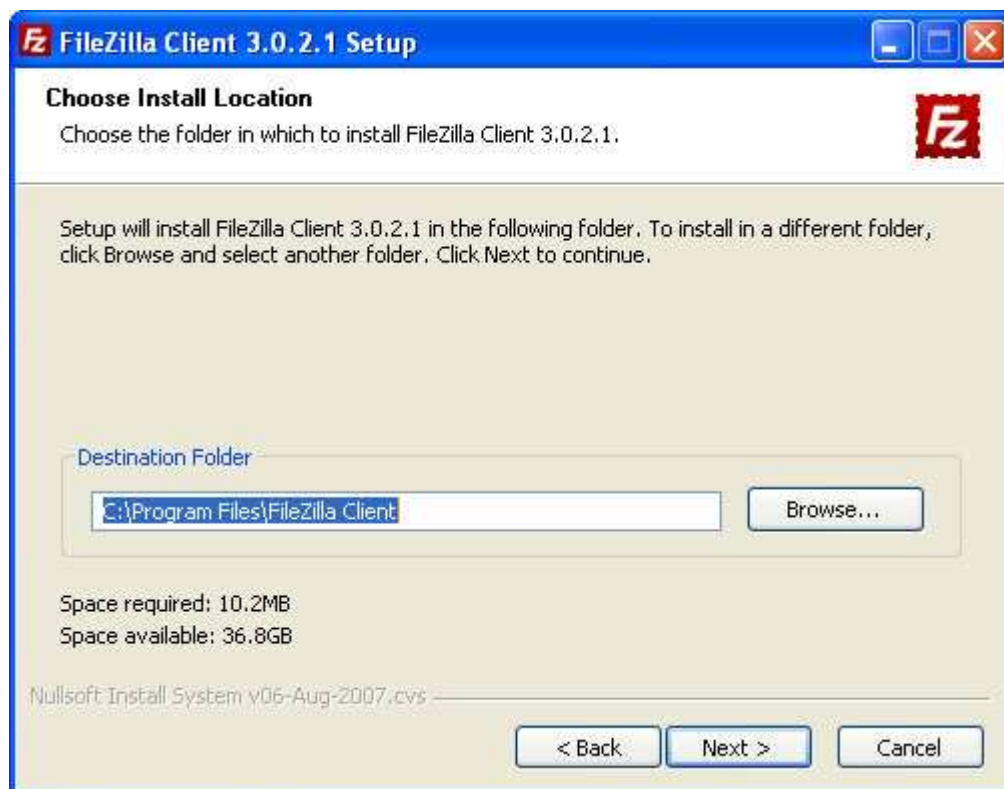 FileZilla Client 3.0.2.1 Setup
Choose Install Location
Choose the folder in which to install FileZilla Client 3.0.2.1.
Fz
Setup will install FileZilla Client 3.0.2.1 in the following folder. To install in a different folder,
click Browse and select another folder. Click Next to continue.
Destination Folder
C:\Program Files\FileZilla Client
Browse...
Space required: 10.2MB
Space available: 36.8GB
Nullsoft Install System v06-Aug-2007.cvs
< Back
Next >
Cancel